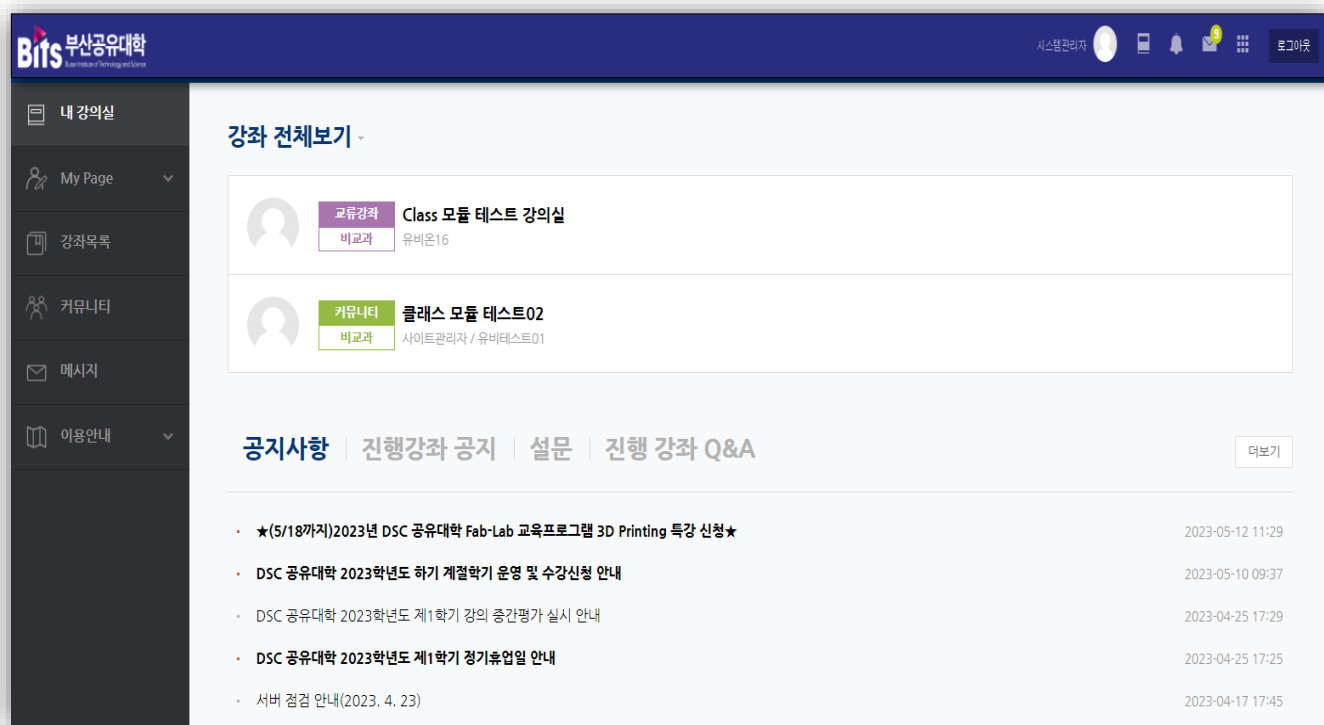 Bits 부산공유대학
Busan Institute of Technology and Science
시스템관리자
9
로그아웃
내 강의실
My Page
강좌목록
커뮤니티
메시지
이용안내
강좌 전체보기
교류강좌 Class 모듈 테스트 강의실
비교과 유비온16
커뮤니티 클래스 모듈 테스트02
비교과 사이트관리자 / 유비테스트01
공지사항 진행강좌 공지 설문 진행 강좌 Q&A 더보기
★(5/18까지)2023년 DSC 공유대학 Fab-Lab 교육프로그램 3D Printing 특강 신청★ 2023-05-12 11:29
DSC 공유대학 2023학년도 하기 계절학기 운영 및 수강신청 안내 2023-05-10 09:37
DSC 공유대학 2023학년도 제1학기 강의 중간평가 실시 안내 2023-04-25 17:29
DSC 공유대학 2023학년도 제1학기 정기휴업일 안내 2023-04-25 17:25
서버 점검 안내(2023. 4. 23) 2023-04-17 17:45